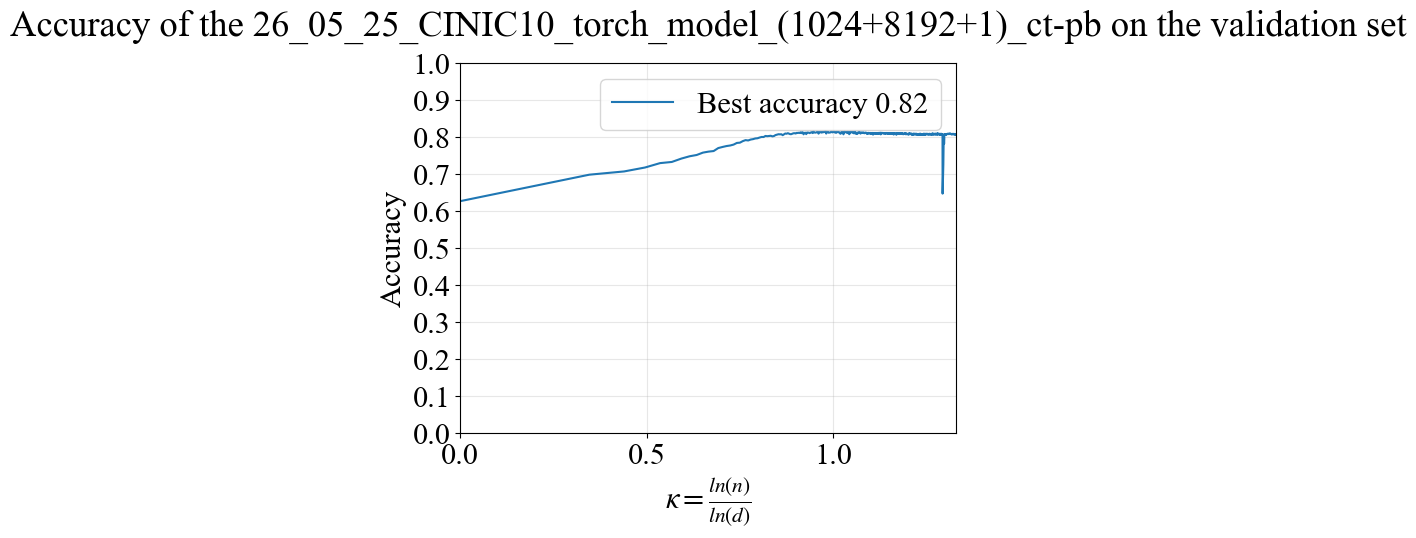 Accuracy of the 26_05_25_CINIC10_torch_model_(1024+8192+1)_ct-pb on the validation set
Best accuracy 0.82
Accuracy
1.0
0.9
0.8
0.7
0.6
0.5
0.4
0.3
0.2
0.1
0.0
0.0 0.5 1.0
κ = ln(n) / ln(d)